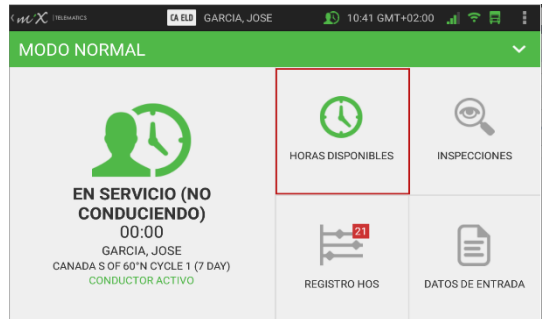 miX TELEMATICS CA ELD GARCIA, JOSE 10:41 GMT+02:00
MODO NORMAL
EN SERVICIO (NO
CONDUCIENDO)
00:00
GARCIA, JOSE
CANADA S OF 60°N CYCLE 1 (7 DAY)
CONDUCTOR ACTIVO
HORAS DISPONIBLES
INSPECCIONES
21
REGISTRO HOS
DATOS DE ENTRADA